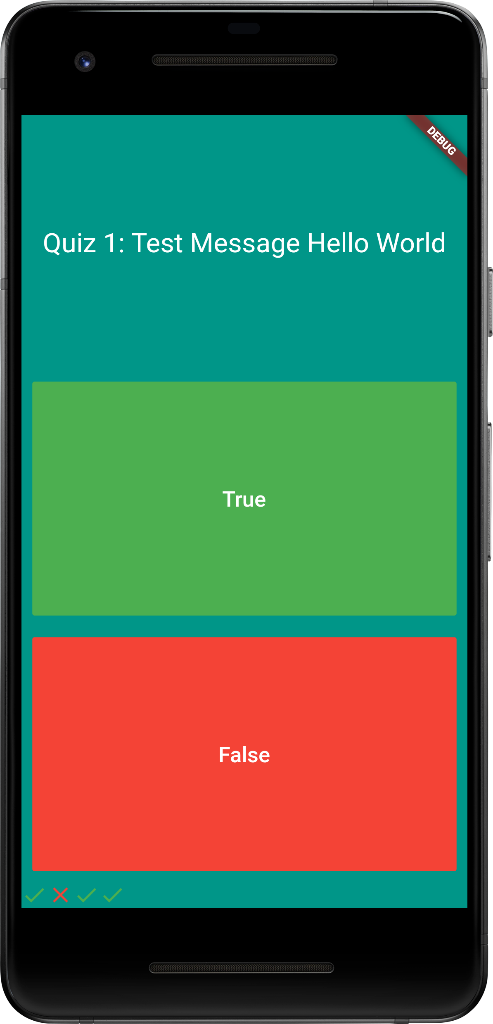 DEBUG
Quiz 1: Test Message Hello World
True
False